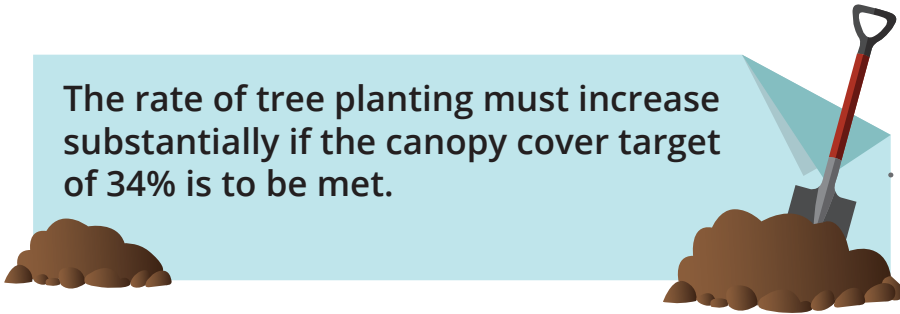 The rate of tree planting must increase
substantially if the canopy cover target
of 34% is to be met.